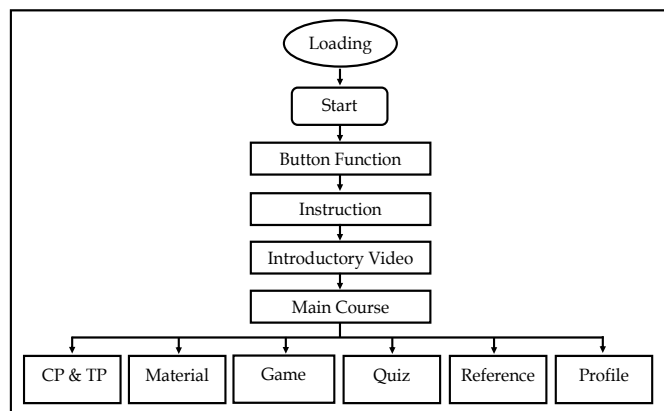 Loading
Start
Button Function
Instruction
Introductory Video
Main Course
CP & TP
Material
Game
Quiz
Reference
Profile